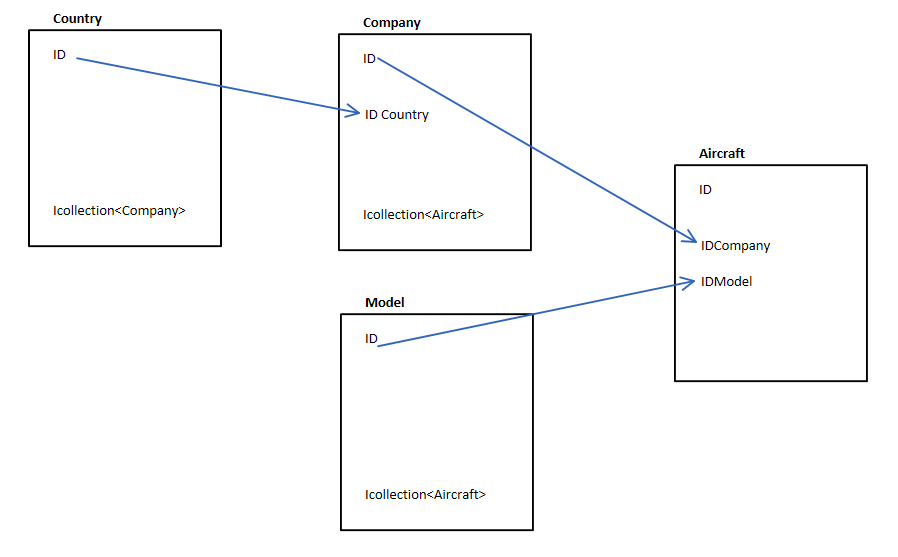 Country
ID
Icollection<Company>
Company
ID
ID Country
Icollection<Aircraft>
Aircraft
ID
IDCompany
IDModel
Model
ID
Icollection<Aircraft>